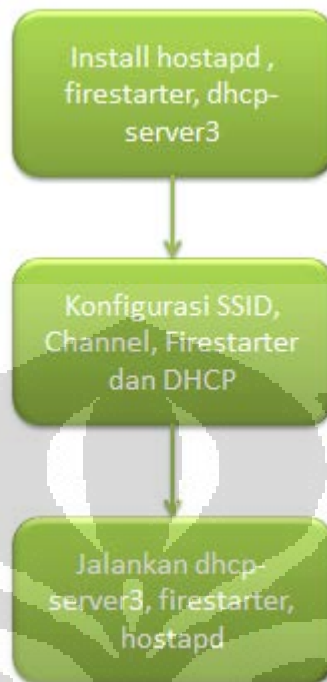 Install hostapd ,
firestarter, dhcp-
server3
Konfigurasi SSID,
Channel, Firestarter
dan DHCP
Jalankan dhcp-
server3, firestarter,
hostapd